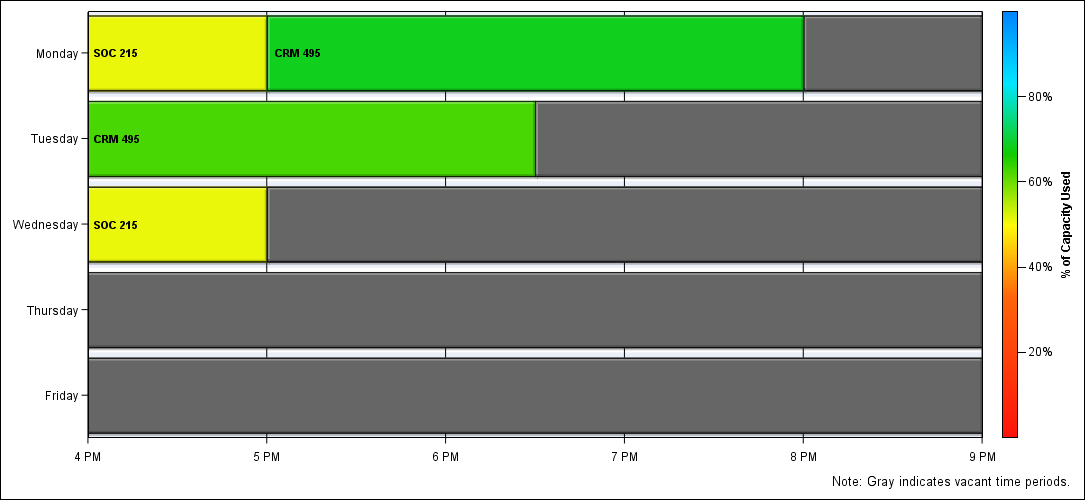 Monday
SOC 215
CRM 495
Tuesday
CRM 495
Wednesday
SOC 215
Thursday
Friday
4 PM
5 PM
6 PM
7 PM
8 PM
9 PM
80%
60%
40%
20%
% of Capacity Used
Note: Gray indicates vacant time periods.